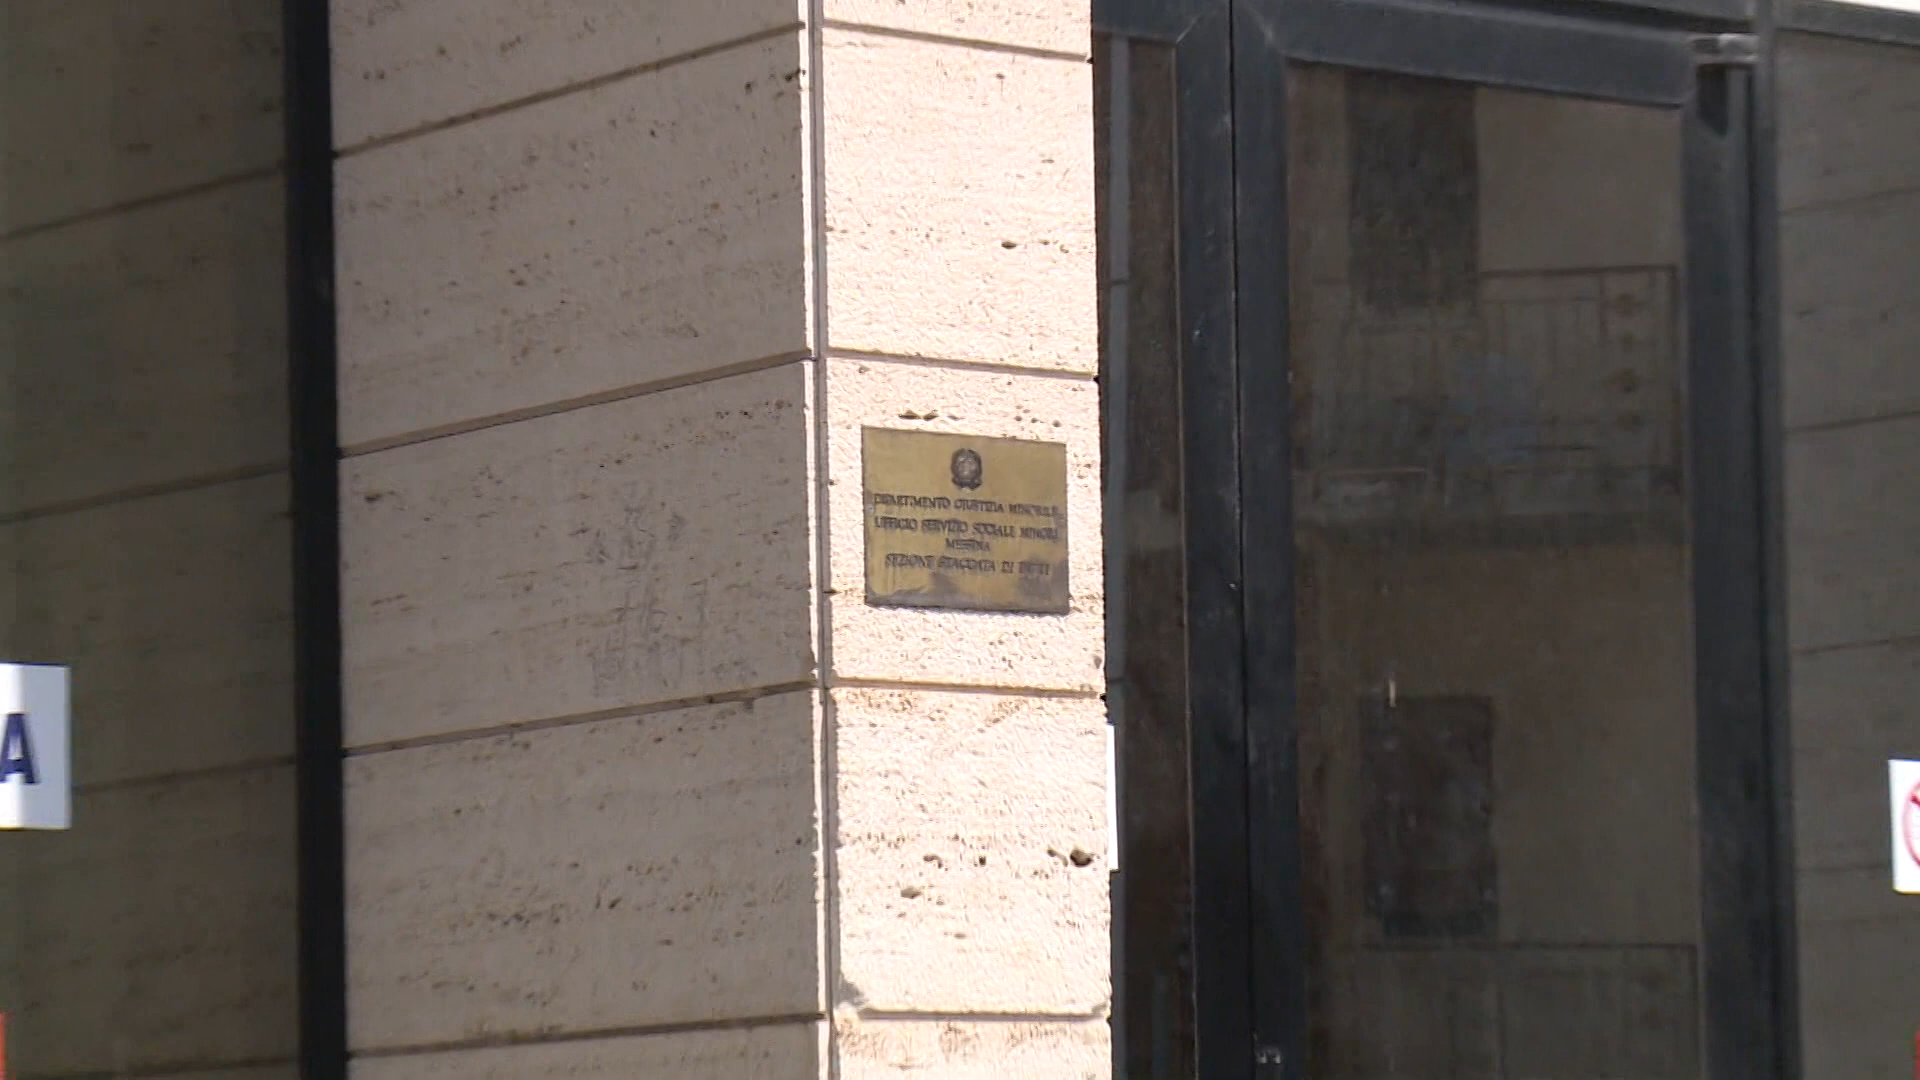 DIPARTIMENTO GIUSTIZIA MINORILE
UFFICIO SERVIZIO SOCIALE MINORI
MESSINA
SEZIONE STACCATA DI
A